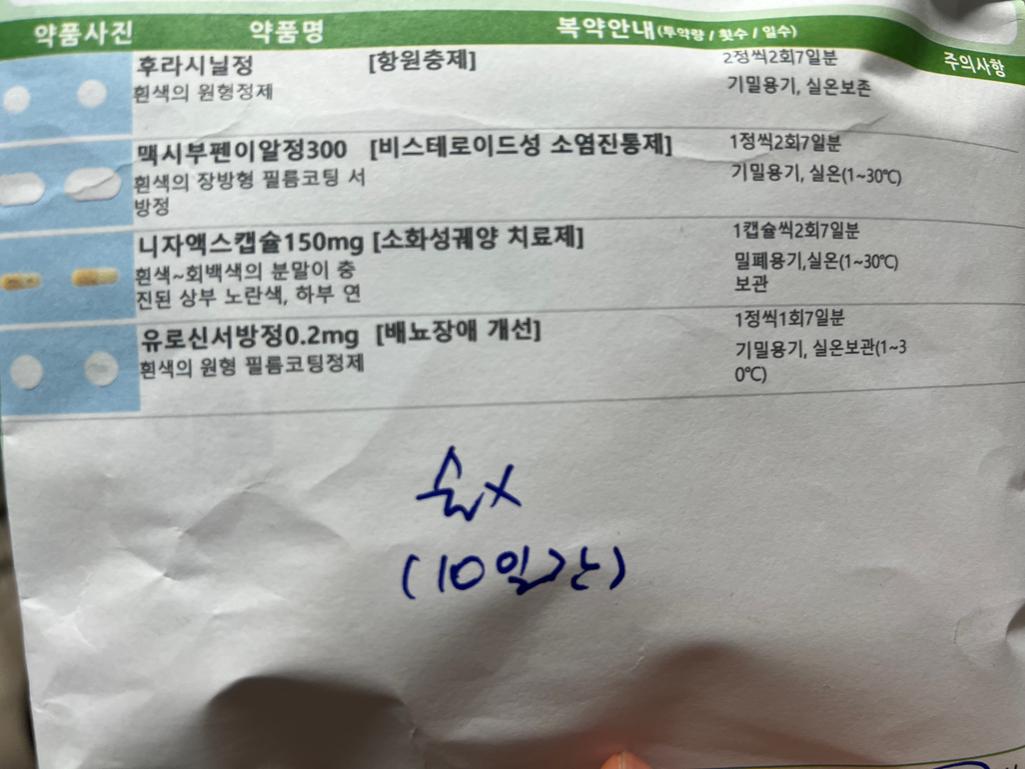 약품사진 약품명 복약안내(투약량 / 횟수 / 일수) 주의사항
후라시닐정 [항원충제] 2정씩2회7일분
흰색의 원형정제 기밀용기, 실온보존
맥시부펜이알정300 [비스테로이드성 소염진통제] 1정씩2회7일분
흰색의 장방형 필름코팅 서 기밀용기, 실온(1~30℃)
방정
니자액스캡슐150mg [소화성궤양 치료제] 1캡슐씩2회7일분
흰색~회백색의 분말이 충 밀폐용기,실온(1~30℃)
진된 상부 노란색, 하부 연 보관
유로신서방정0.2mg [배뇨장애 개선] 1정씩1회7일분
흰색의 원형 필름코팅정제 기밀용기, 실온보관(1~3
0℃)
술X
(10일간)